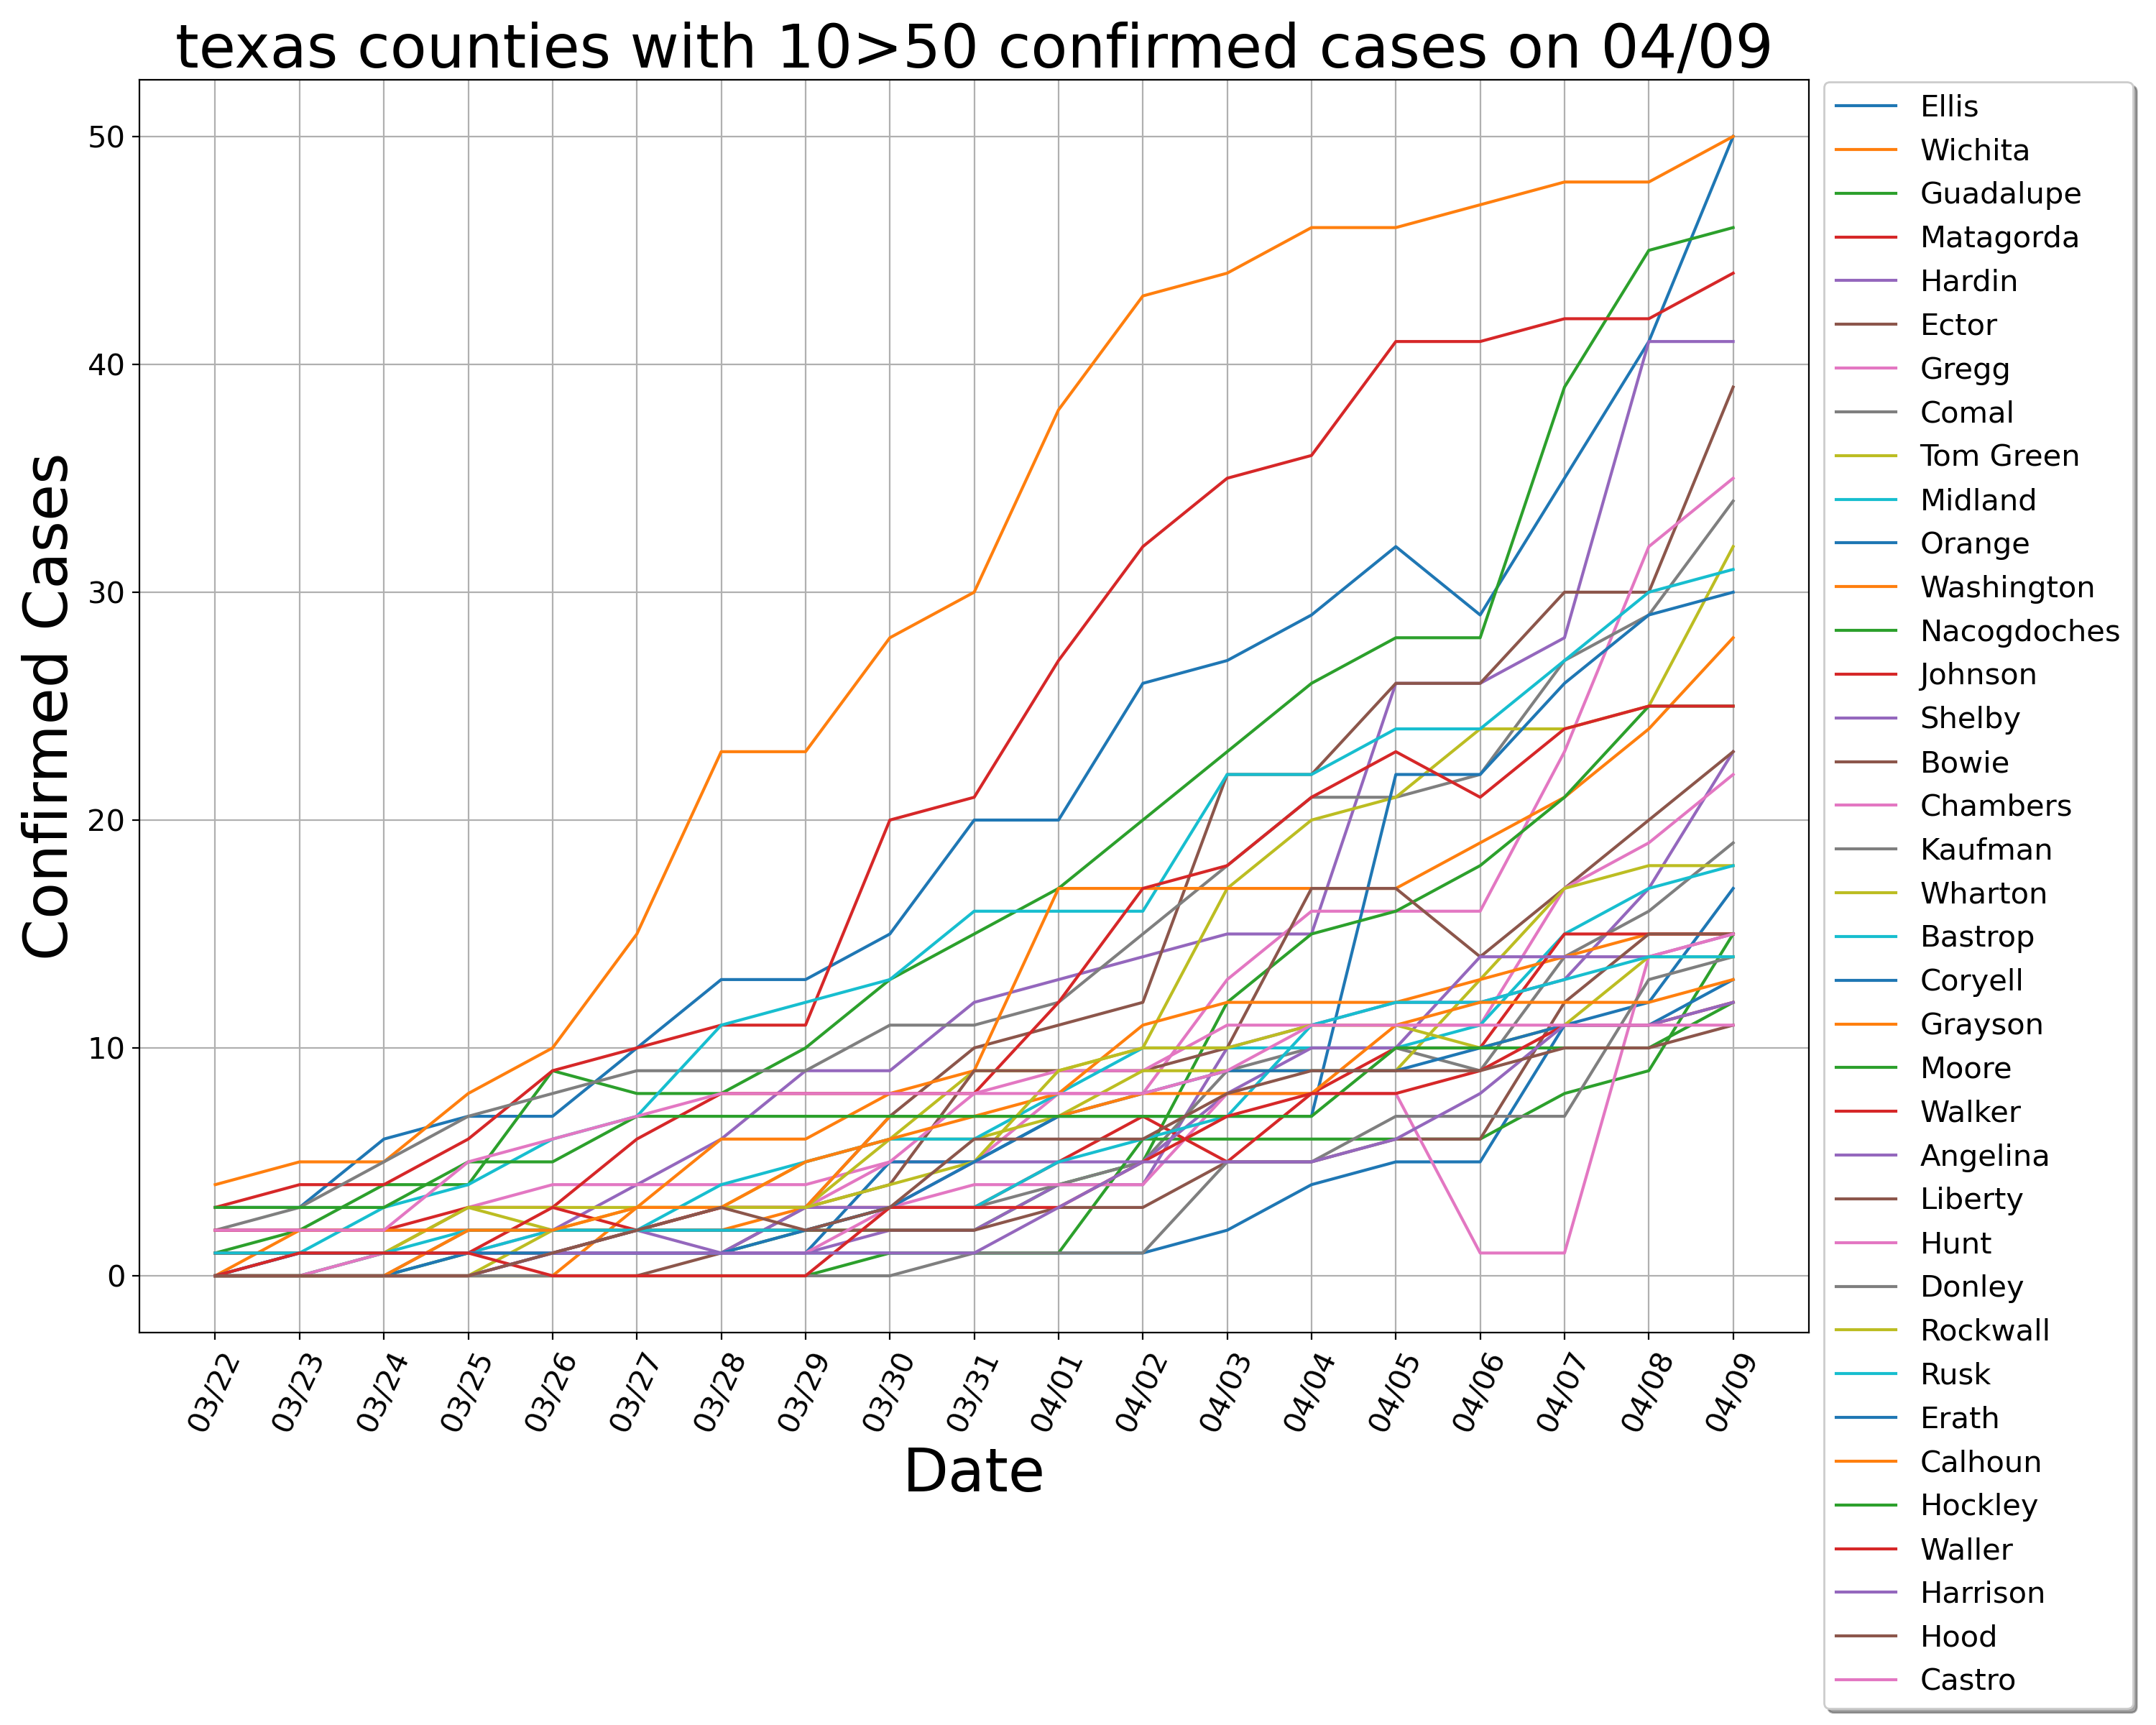 texas counties with 10>50 confirmed cases on 04/09
Confirmed Cases
50
40
30
20
10
0
03/22
03/23
03/24
03/25
03/26
03/27
03/28
03/29
03/30
03/31
04/01
04/02
04/03
04/04
04/05
04/06
04/07
04/08
04/09
Date
Ellis
Wichita
Guadalupe
Matagorda
Hardin
Ector
Gregg
Comal
Tom Green
Midland
Orange
Washington
Nacogdoches
Johnson
Shelby
Bowie
Chambers
Kaufman
Wharton
Bastrop
Coryell
Grayson
Moore
Walker
Angelina
Liberty
Hunt
Donley
Rockwall
Rusk
Erath
Calhoun
Hockley
Waller
Harrison
Hood
Castro